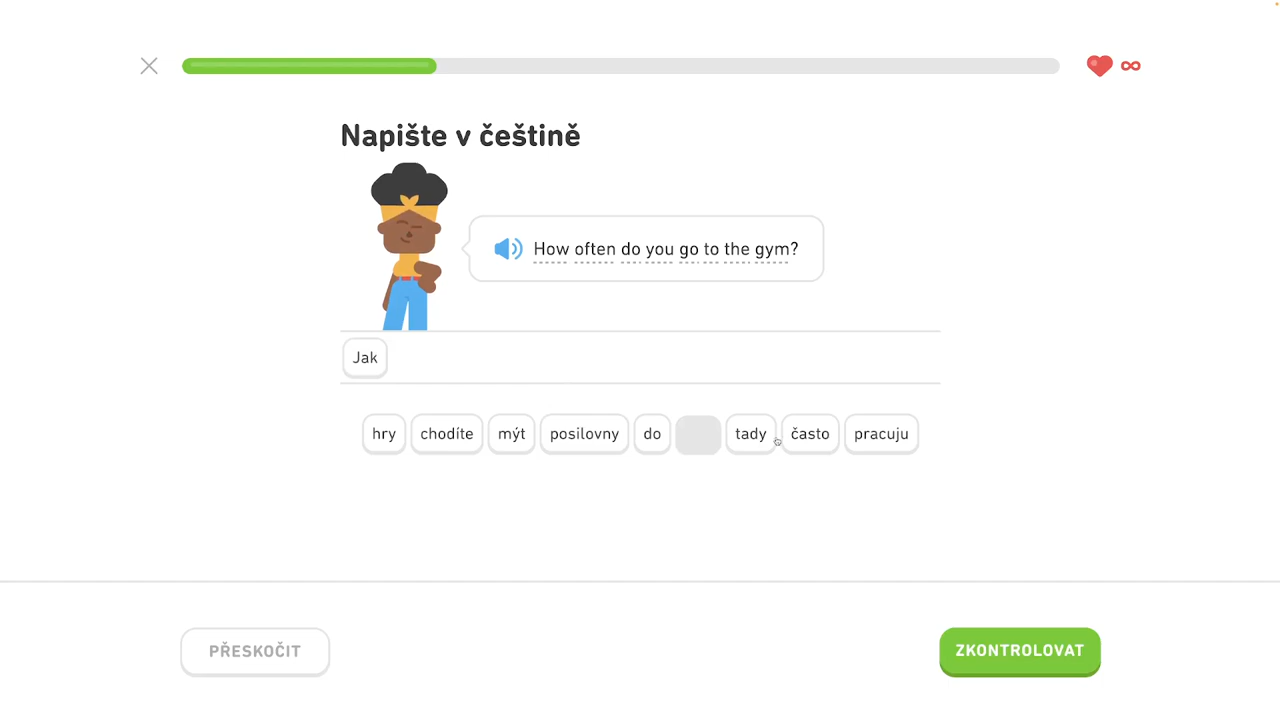 Napište v češtině
How often do you go to the gym?
Jak
hry chodíte mýt posilovny do tady často pracuju
PŘESKOČIT ZKONTROLOVAT